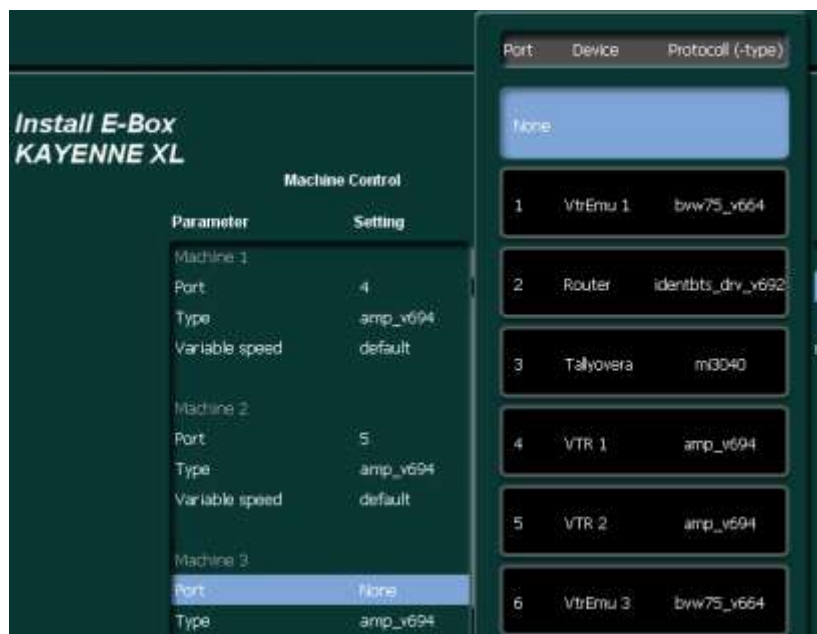 Install E-Box
KAYENNE XL
Machine Control
Parameter Setting
Machine 1
Port 4
Type amp_v694
Variable speed default
Machine 2
Port 5
Type amp_v694
Variable speed default
Machine 3
Port None
Type amp_v694
Port Device Protocoll (-type)
None
1 VtrEmu 1 bvw75_v664
2 Router identbts_drv_v692
3 Tallyovera mi3040
4 VTR 1 amp_v694
5 VTR 2 amp_v694
6 VtrEmu 3 bvw75_v664